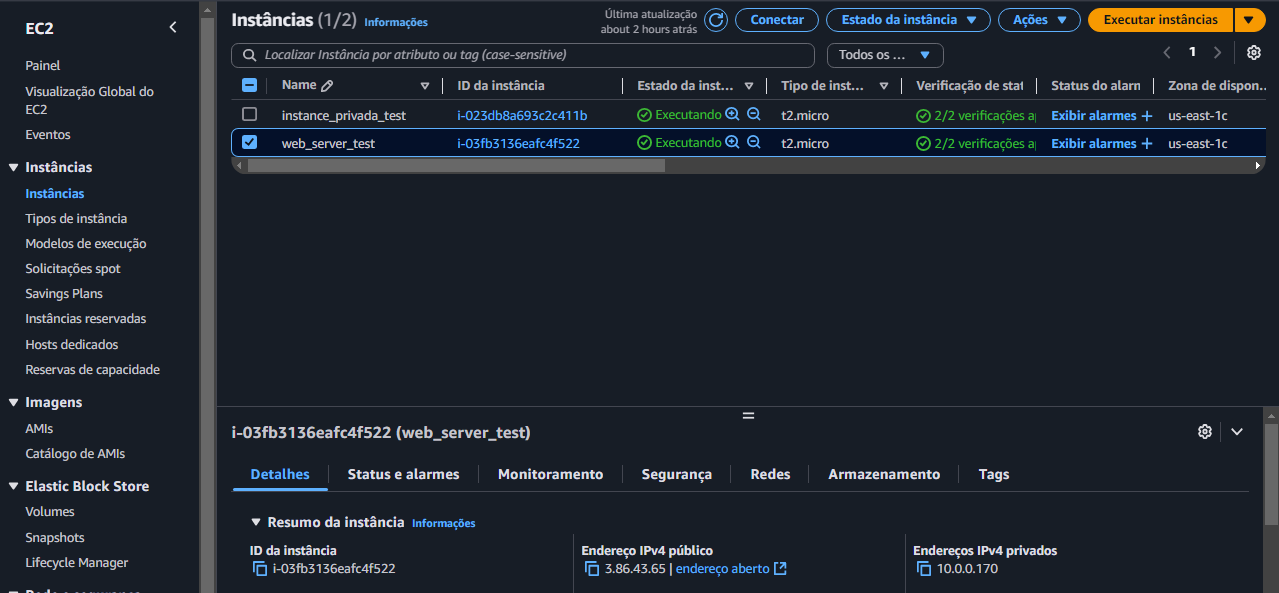 EC2
Painel
Visualização Global do
EC2
Eventos
Instâncias
Instâncias
Tipos de instância
Modelos de execução
Solicitações spot
Savings Plans
Instâncias reservadas
Hosts dedicados
Reservas de capacidade
Imagens
AMIs
Catálogo de AMIs
Elastic Block Store
Volumes
Snapshots
Lifecycle Manager
Instâncias (1/2) Informações
Última atualização
about 2 hours atrás
Conectar
Estado da instância
Ações
Executar instâncias
Localizar Instância por atributo ou tag (case-sensitive)
Todos os ...
1
Name ID da instância Estado da inst... Tipo de inst... Verificação de stat Status do alarn Zona de dispon...
instance_privada_test i-023db8a693c2c411b Executando t2.micro 2/2 verificações a Exibir alarmes + us-east-1c
web_server_test i-03fb3136eafc4f522 Executando t2.micro 2/2 verificações a Exibir alarmes + us-east-1c
i-03fb3136eafc4f522 (web_server_test)
Detalhes Status e alarmes Monitoramento Segurança Redes Armazenamento Tags
Resumo da instância Informações
ID da instância
i-03fb3136eafc4f522
Endereço IPv4 público
3.86.43.65 | endereço aberto
Endereços IPv4 privados
10.0.0.170